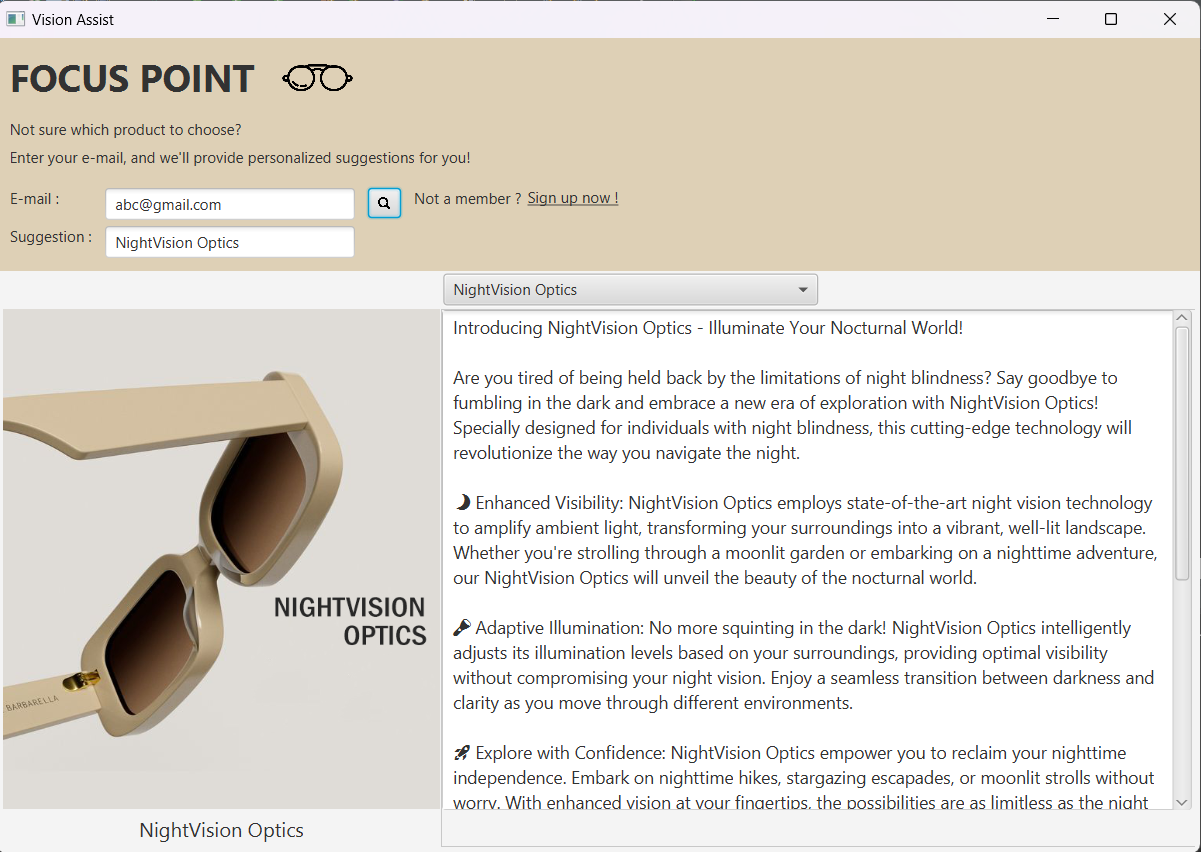 Vision Assist
FOCUS POINT
Not sure which product to choose?
Enter your e-mail, and we'll provide personalized suggestions for you!
E-mail :
abc@gmail.com
Not a member ? Sign up now !
Suggestion :
NightVision Optics
NightVision Optics
Introducing NightVision Optics - Illuminate Your Nocturnal World!
Are you tired of being held back by the limitations of night blindness? Say goodbye to
fumbling in the dark and embrace a new era of exploration with NightVision Optics!
Specially designed for individuals with night blindness, this cutting-edge technology will
revolutionize the way you navigate the night.
🌙 Enhanced Visibility: NightVision Optics employs state-of-the-art night vision technology
to amplify ambient light, transforming your surroundings into a vibrant, well-lit landscape.
Whether you're strolling through a moonlit garden or embarking on a nighttime adventure,
our NightVision Optics will unveil the beauty of the nocturnal world.
🔦 Adaptive Illumination: No more squinting in the dark! NightVision Optics intelligently
adjusts its illumination levels based on your surroundings, providing optimal visibility
without compromising your night vision. Enjoy a seamless transition between darkness and
clarity as you move through different environments.
🚀 Explore with Confidence: NightVision Optics empower you to reclaim your nighttime
independence. Embark on nighttime hikes, stargazing escapades, or moonlit strolls without
worry. With enhanced vision at your fingertips, the possibilities are as limitless as the night
NIGHTVISION
OPTICS
BARBARELLA
NightVision Optics